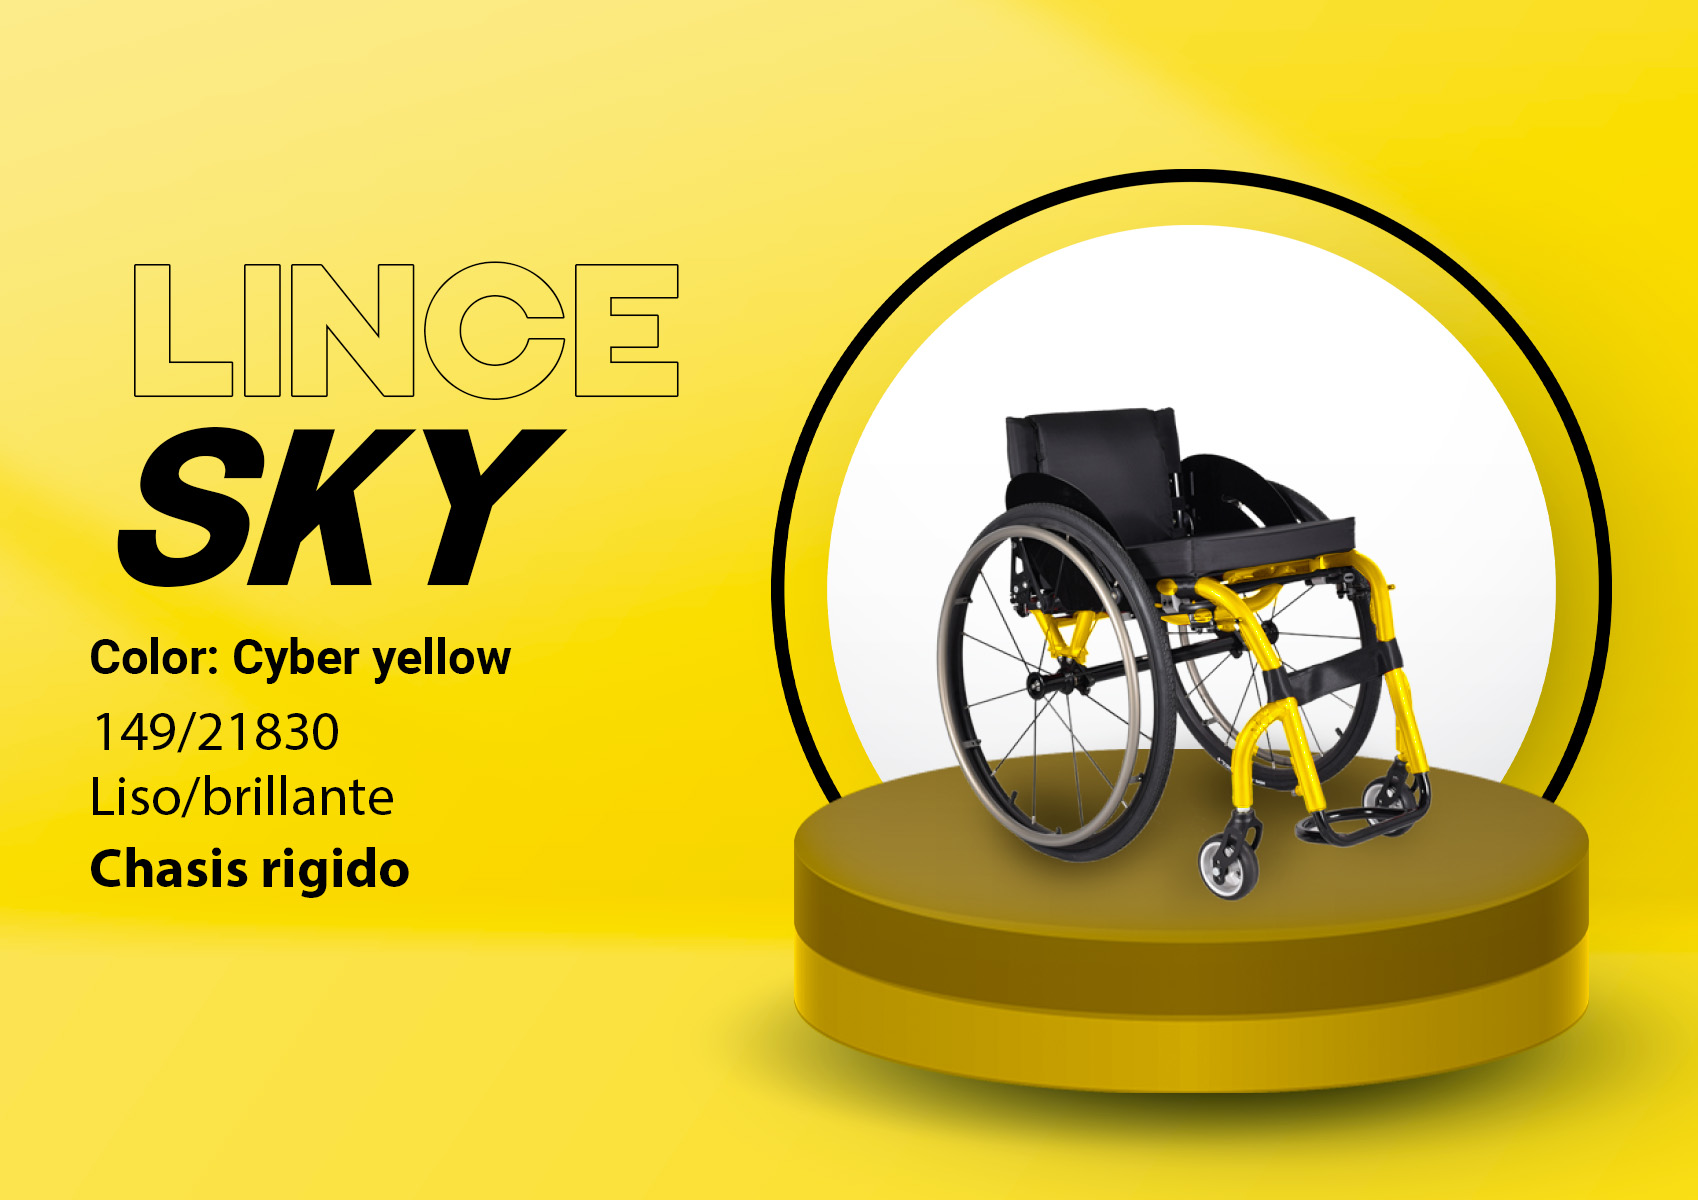 LINCE
SKY
Color: Cyber yellow
149/21830
Liso/brillante
Chasis rigido